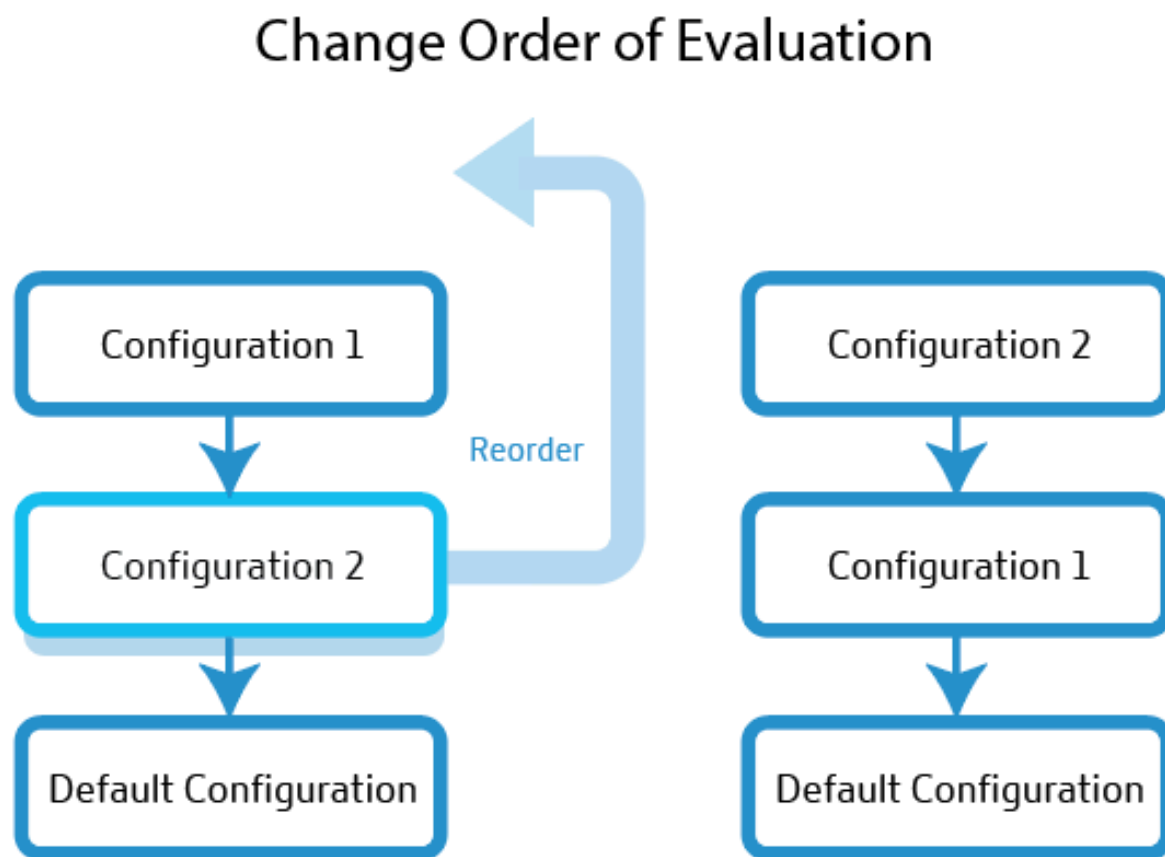 Change Order of Evaluation
Configuration 1
Configuration 2
Reorder
Configuration 2
Configuration 1
Default Configuration
Default Configuration